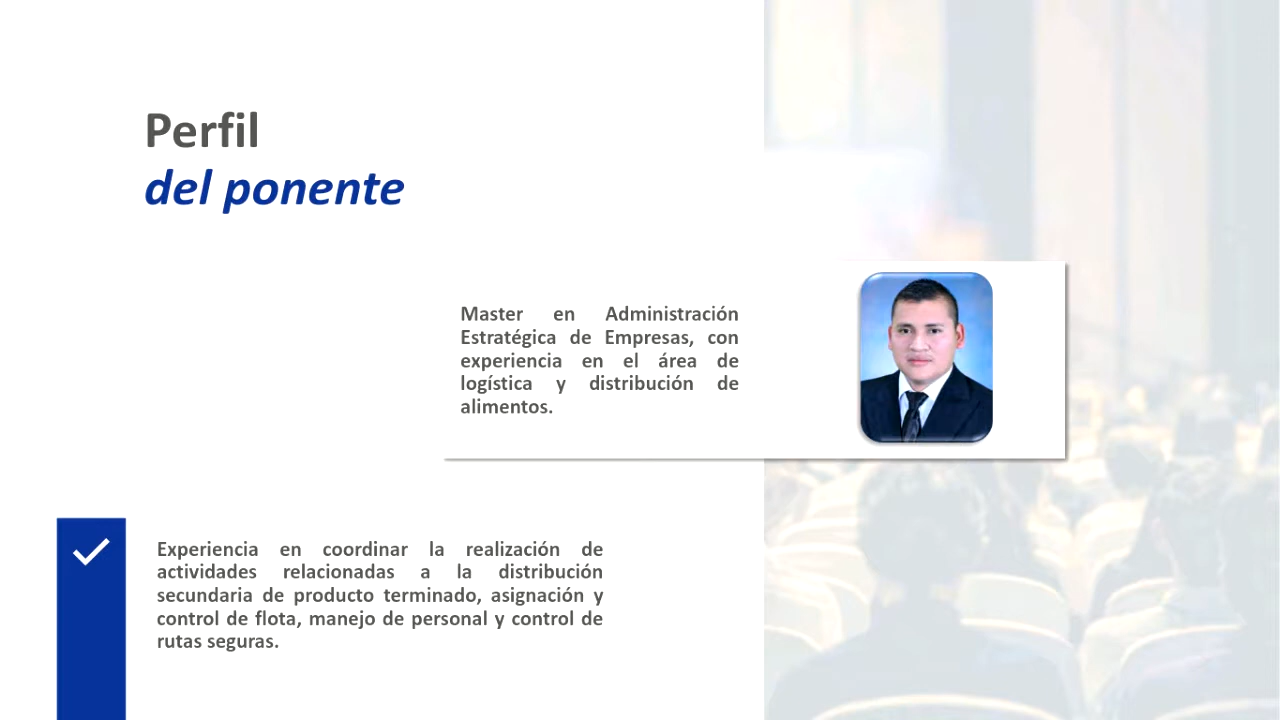 Perfil
del ponente
Master en Administración
Estratégica de Empresas, con
experiencia en el área de
logística y distribución de
alimentos.
Experiencia en coordinar la realización de
actividades relacionadas a la distribución
secundaria de producto terminado, asignación y
control de flota, manejo de personal y control de
rutas seguras.